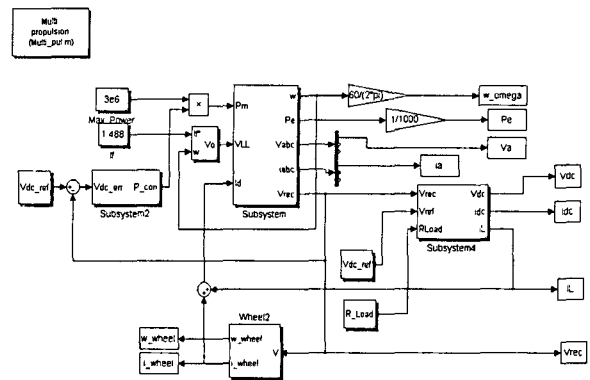 Multi
propulsion
(Multi_pul m)
3e6
Max_Power
1 488
If
If*
w
Vo
×
Pm
VLL
Id
w
Pe
Vabc
iabc
Vrec
Subsystem
60/(2*pi)
w_omega
1/1000
Pe
Va
ia
Vdc_ref
Vdc_err
P_con
Subsystem2
Vrec
Vref
RLoad
Vdc
idc
iL
Subsystem4
Vdc
idc
Vdc_ref
R_Load
iL
Wheel2
w_wheel
i_wheel
w_wheel
i_wheel
V
Vrec